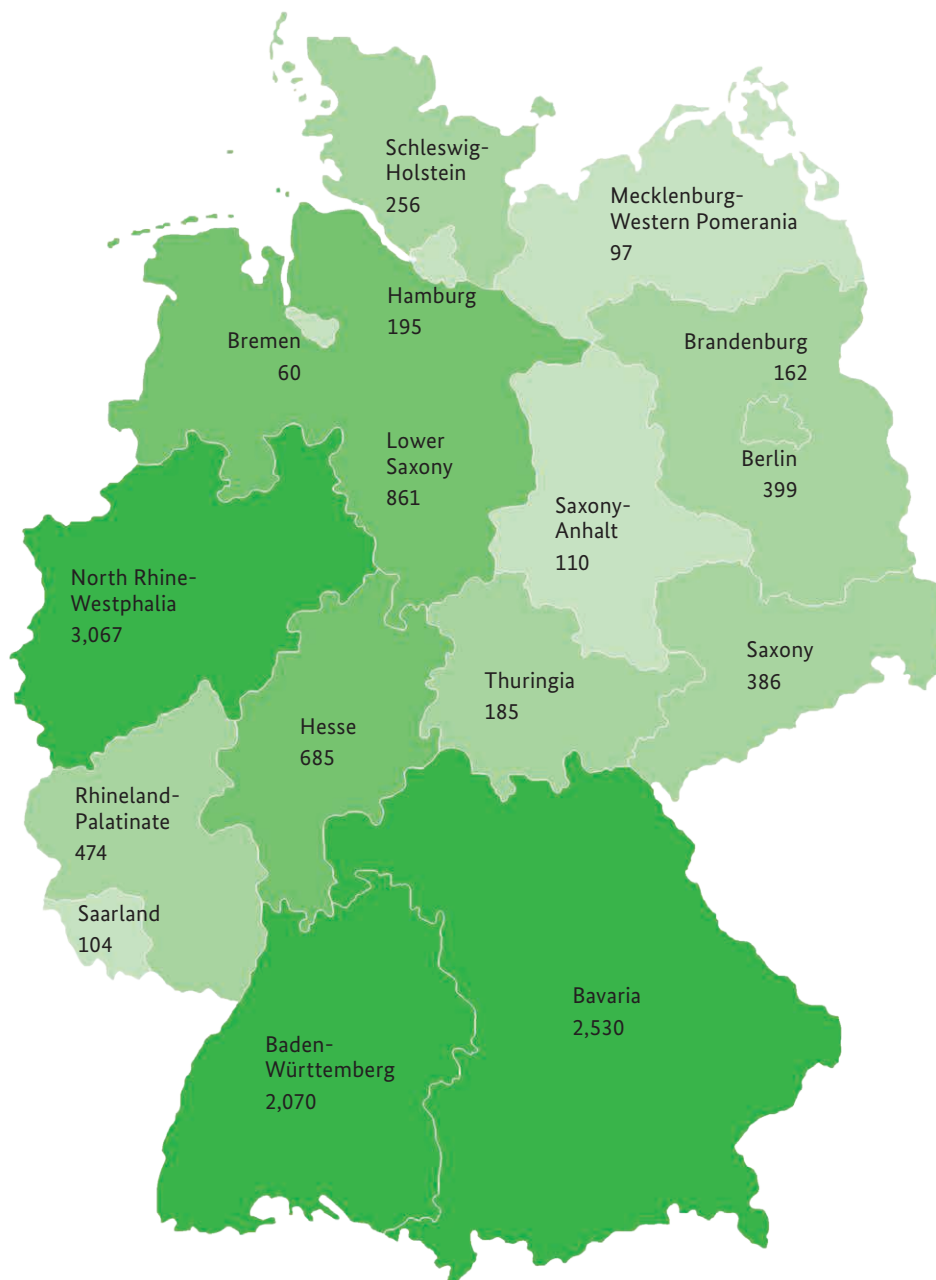 Schleswig-
Holstein
256
Mecklenburg-
Western Pomerania
97
Hamburg
195
Bremen
60
Brandenburg
162
Berlin
399
Lower
Saxony
861
Saxony-
Anhalt
110
North Rhine-
Westphalia
3,067
Saxony
386
Thuringia
185
Hesse
685
Rhineland-
Palatinate
474
Saarland
104
Bavaria
2,530
Baden-
Württemberg
2,070